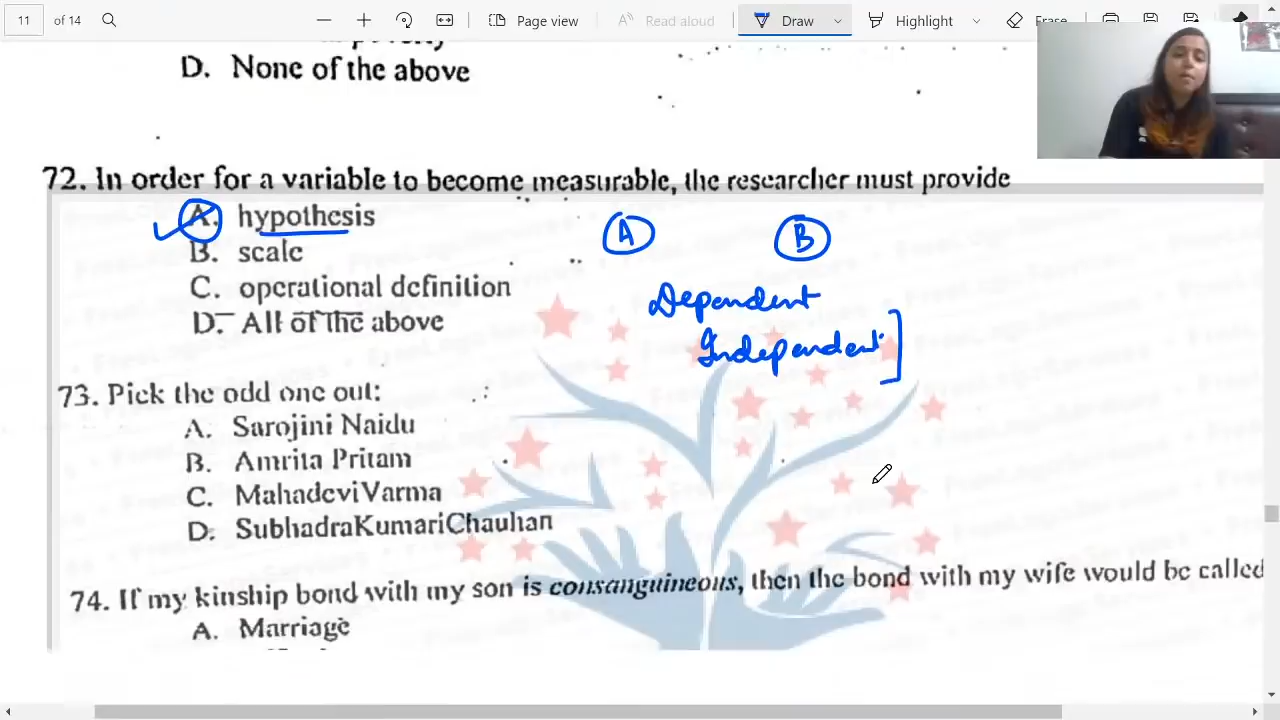 11 of 14
Page view
Read aloud
Draw
Highlight
Erase
D. None of the above
72. In order for a variable to become measurable, the researcher must provide
A. hypothesis
B. scale
C. operational definition
D. All of the above
A
B
Dependent
Independent
73. Pick the odd one out:
A. Sarojini Naidu
B. Amrita Pritam
C. MahadeviVarma
D. SubhadraKumariChauhan
74. If my kinship bond with my son is consanguineous, then the bond with my wife would be called
A. Marriage